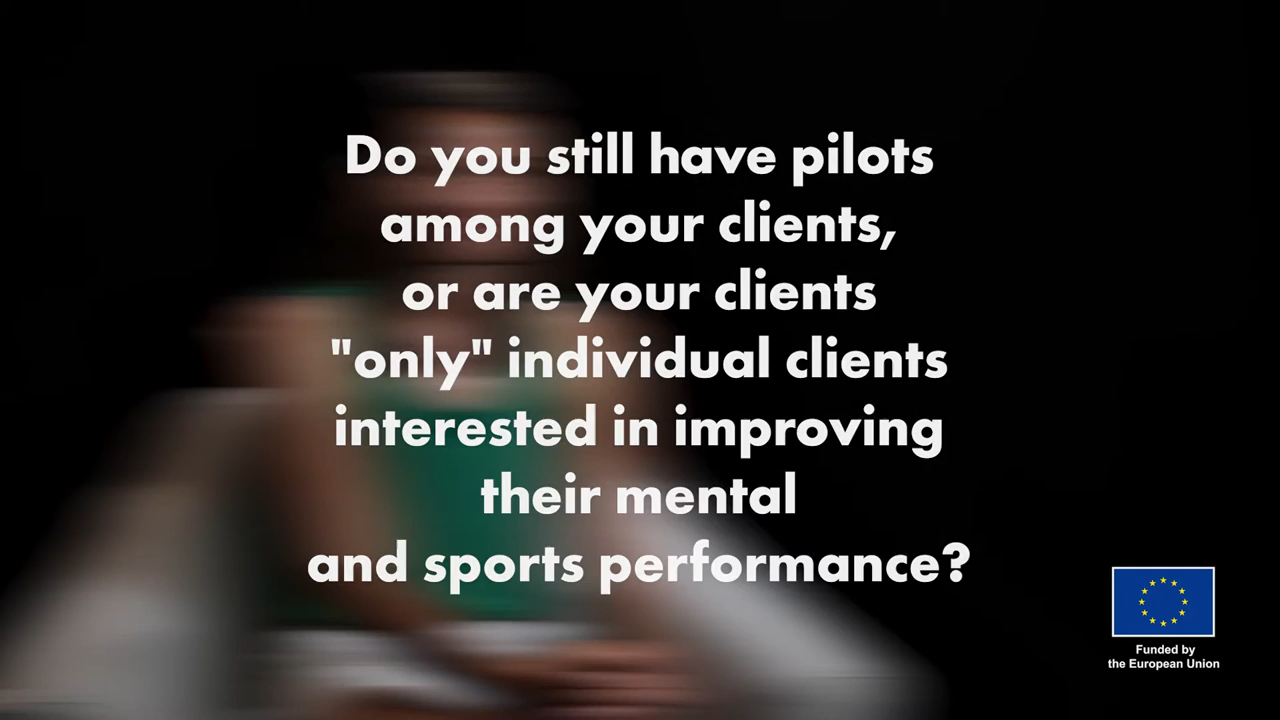 Do you still have pilots
among your clients,
or are your clients
"only" individual clients
interested in improving
their mental
and sports performance?
Funded by
the European Union